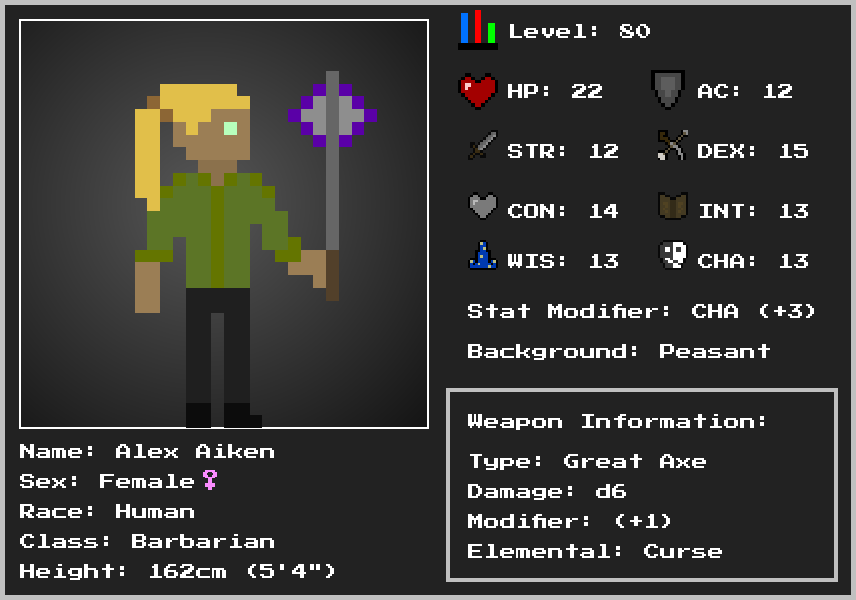 Level: 80
HP: 22 AC: 12
STR: 12 DEX: 15
CON: 14 INT: 13
WIS: 13 CHA: 13
Stat Modifier: CHA (+3)
Background: Peasant
Weapon Information:
Type: Great Axe
Damage: d6
Modifier: (+1)
Elemental: Curse
Name: Alex Aiken
Sex: Female♀
Race: Human
Class: Barbarian
Height: 162cm (5'4")